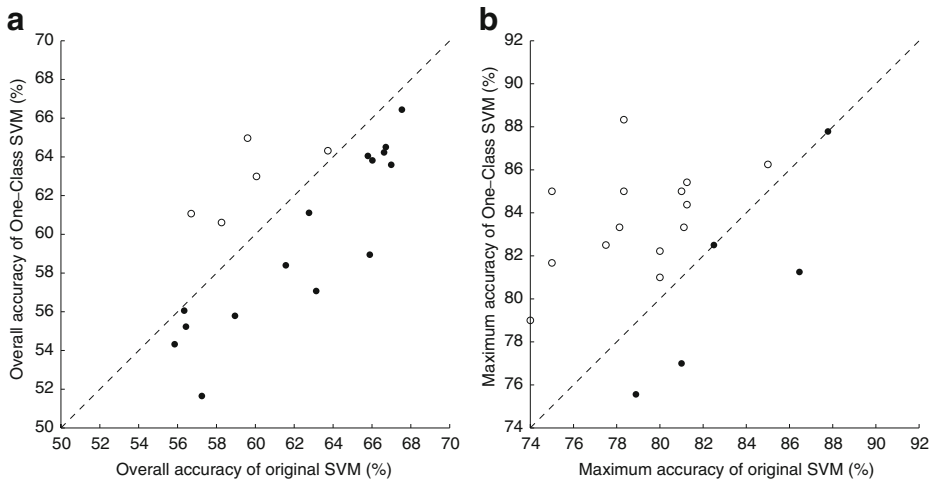 a
70
68
66
64
62
60
58
56
54
52
50
Overall accuracy of One–Class SVM (%)
50 52 54 56 58 60 62 64 66 68 70
Overall accuracy of original SVM (%)
b
92
90
88
86
84
82
80
78
76
74
Maximum accuracy of One–Class SVM (%)
74 76 78 80 82 84 86 88 90 92
Maximum accuracy of original SVM (%)